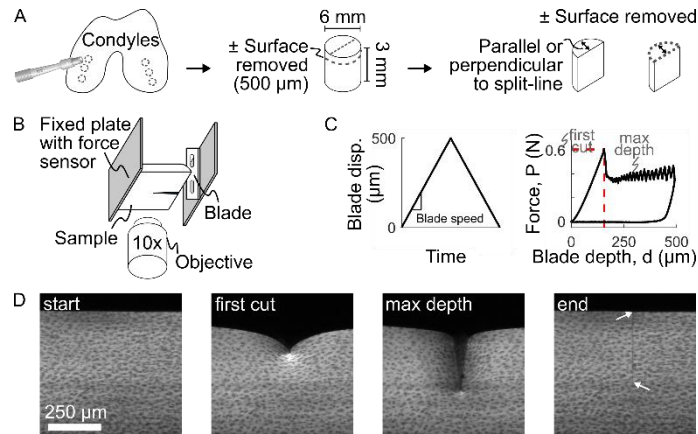 A
Condyles
± Surface
removed
(500 µm)
6 mm
3 mm
± Surface removed
Parallel or
perpendicular
to split-line
B
Fixed plate
with force
sensor
Sample
10x
Blade
Objective
C
Blade disp.
(µm)
500
0
Blade speed
Time
Force, P (N)
0.6
0
first
cut
max
depth
0
250
500
Blade depth, d (µm)
D
start
first cut
max depth
end
250 µm